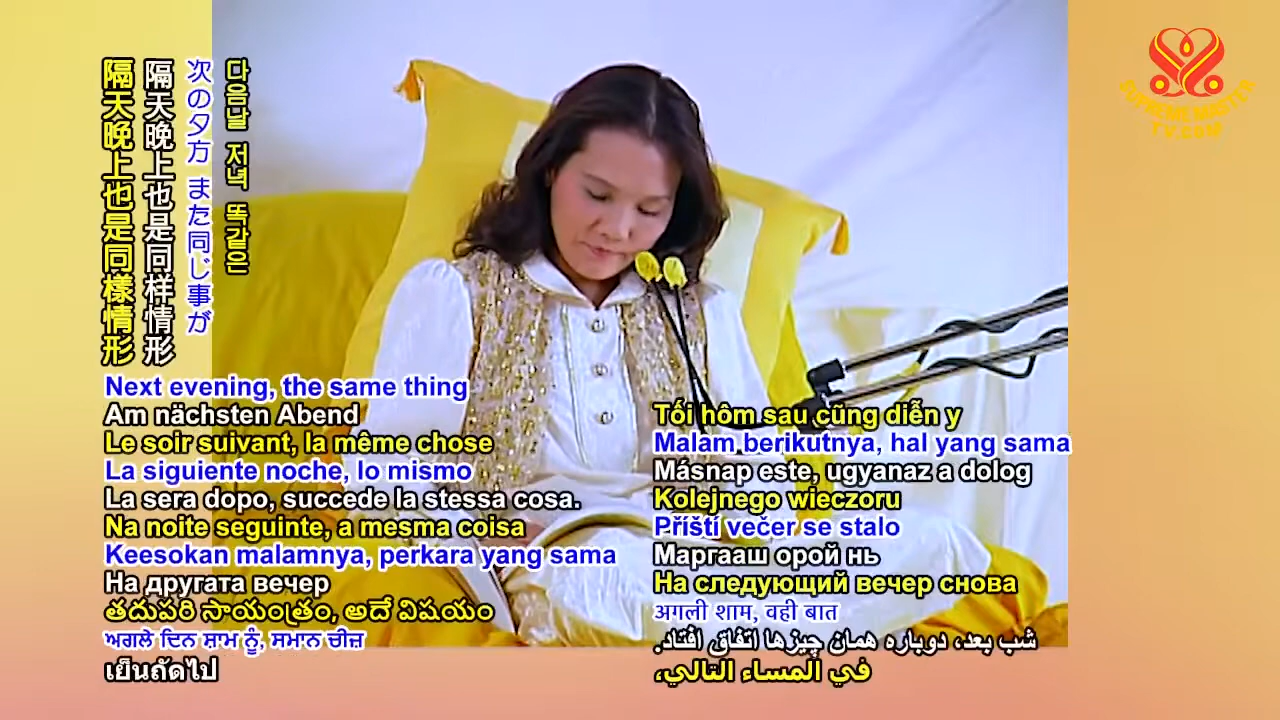 隔天晚上也是同樣情形
隔天晚上也是同样情形
次の夕方 また同じ事が
다음날 저녁 똑같은
Next evening, the same thing
Am nächsten Abend
Le soir suivant, la même chose
La siguiente noche, lo mismo
La sera dopo, succede la stessa cosa.
Na noite seguinte, a mesma coisa
Keesokan malamnya, perkara yang sama
На другата вечер
తదుపరి సాయంత్రం, అదే విషయం
ਅਗਲੇ ਦਿਨ ਸ਼ਾਮ ਨੂੰ, ਸਮਾਨ ਚੀਜ਼
เย็นถัดไป
Tối hôm sau cũng diễn y
Malam berikutnya, hal yang sama
Másnap este, ugyanaz a dolog
Kolejnego wieczoru
Příští večer se stalo
Маргааш орой нь
На следующий вечер снова
अगली शाम, वही बात
شب بعد، دوباره همان چیزها اتفاق افتاد.
في المساء التالي،
SUPREME MASTER
TV.COM